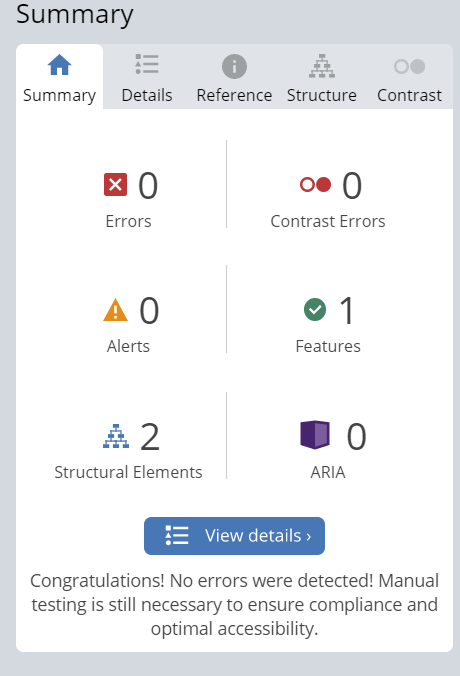 Summary
Summary Details Reference Structure Contrast
0 0
Errors Contrast Errors
0 1
Alerts Features
2 0
Structural Elements ARIA
View details ›
Congratulations! No errors were detected! Manual
testing is still necessary to ensure compliance and
optimal accessibility.